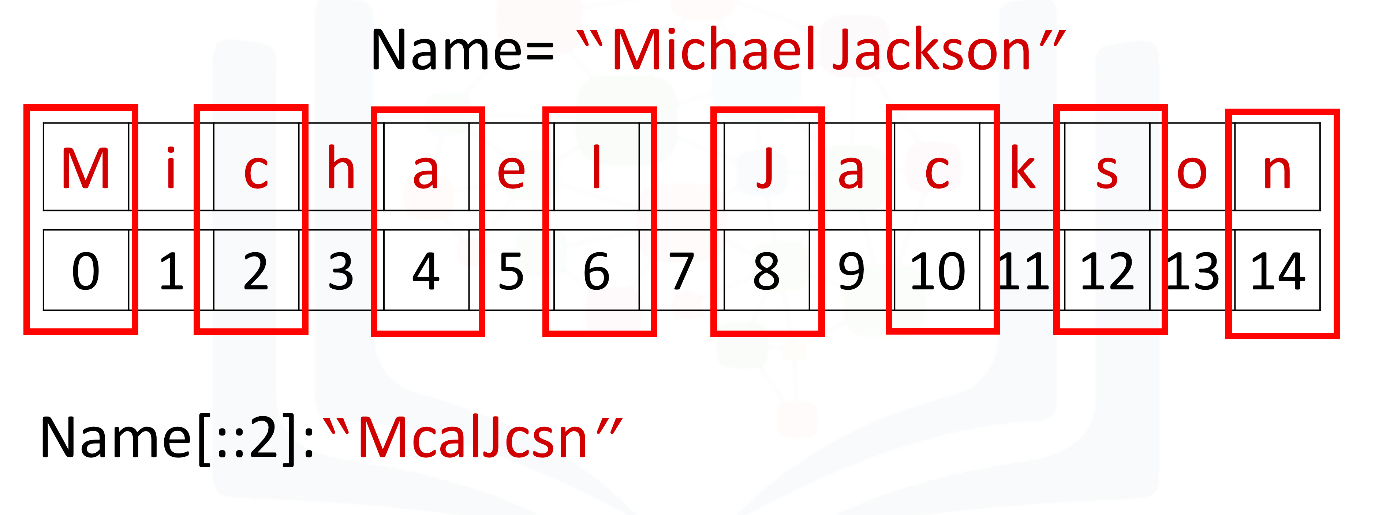 Name= “Michael Jackson”
M i c h a e l J a c k s o n
0 1 2 3 4 5 6 7 8 9 10 11 12 13 14
Name[::2]:“McalJcsn”